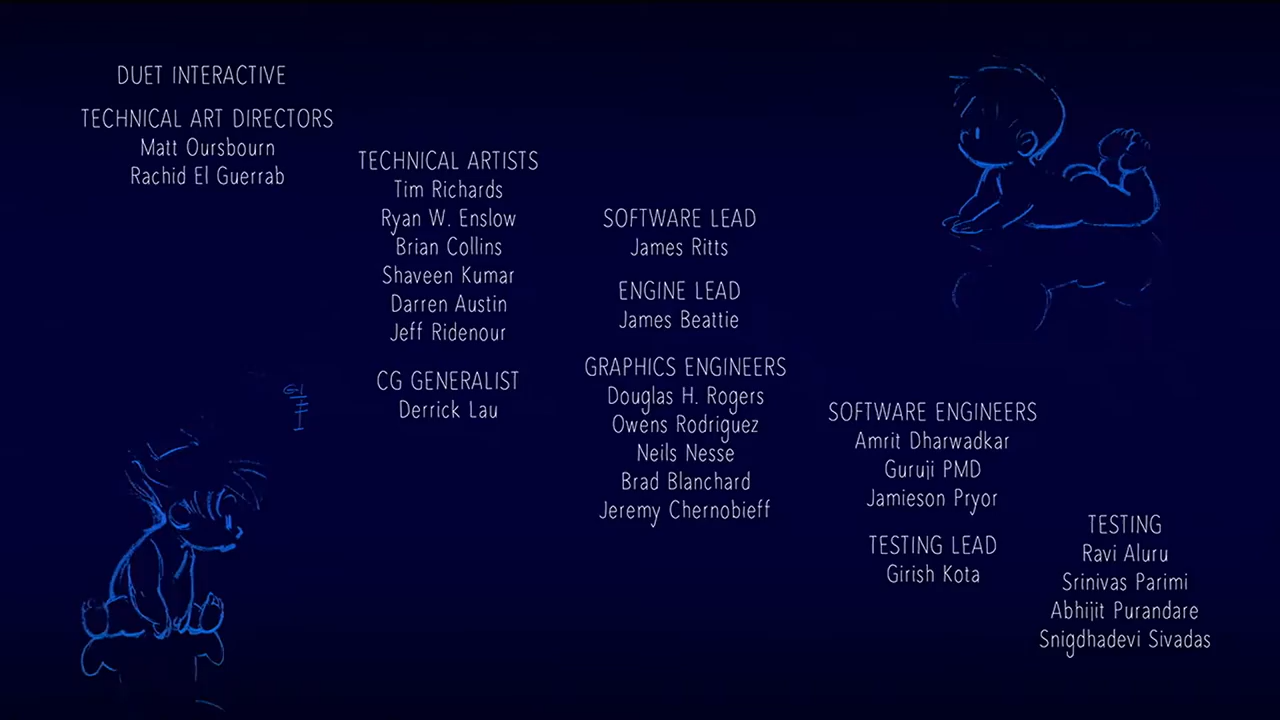 DUET INTERACTIVE
TECHNICAL ART DIRECTORS
Matt Oursbourn
Rachid El Guerrab
TECHNICAL ARTISTS
Tim Richards
Ryan W. Enslow
Brian Collins
Shaveen Kumar
Darren Austin
Jeff Ridenour
CG GENERALIST
Derrick Lau
SOFTWARE LEAD
James Ritts
ENGINE LEAD
James Beattie
GRAPHICS ENGINEERS
Douglas H. Rogers
Owens Rodriguez
Neils Nesse
Brad Blanchard
Jeremy Chernobieff
SOFTWARE ENGINEERS
Amrit Dharwadkar
Guruji PMD
Jamieson Pryor
TESTING LEAD
Girish Kota
TESTING
Ravi Aluru
Srinivas Parimi
Abhijit Purandare
Snigdhadevi Sivadas